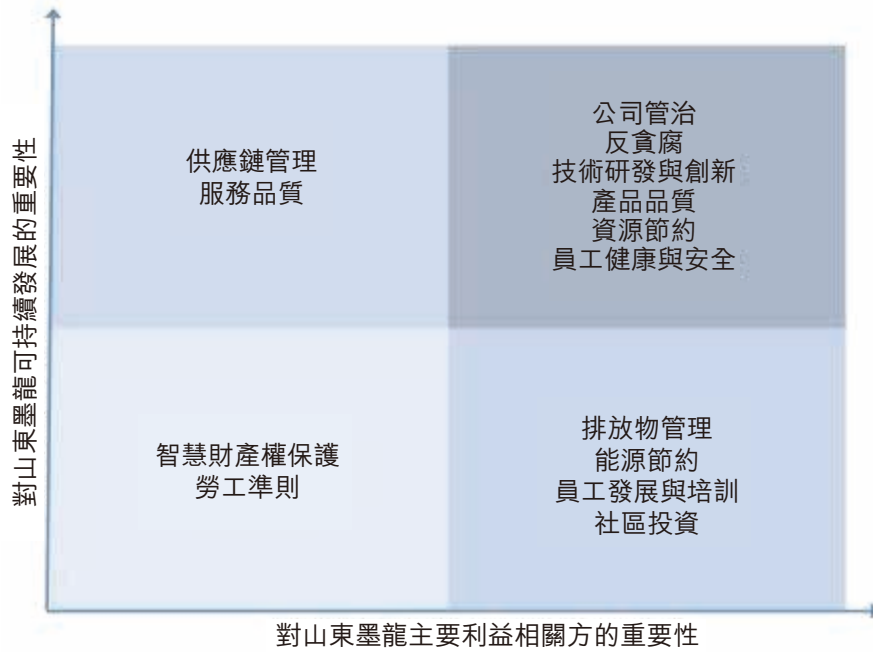 對山東墨龍可持續發展的重要性
供應鏈管理
服務品質
公司管治
反貪腐
技術研發與創新
產品品質
資源節約
員工健康與安全
智慧財產權保護
勞工準則
排放物管理
能源節約
員工發展與培訓
社區投資
對山東墨龍主要利益相關方的重要性